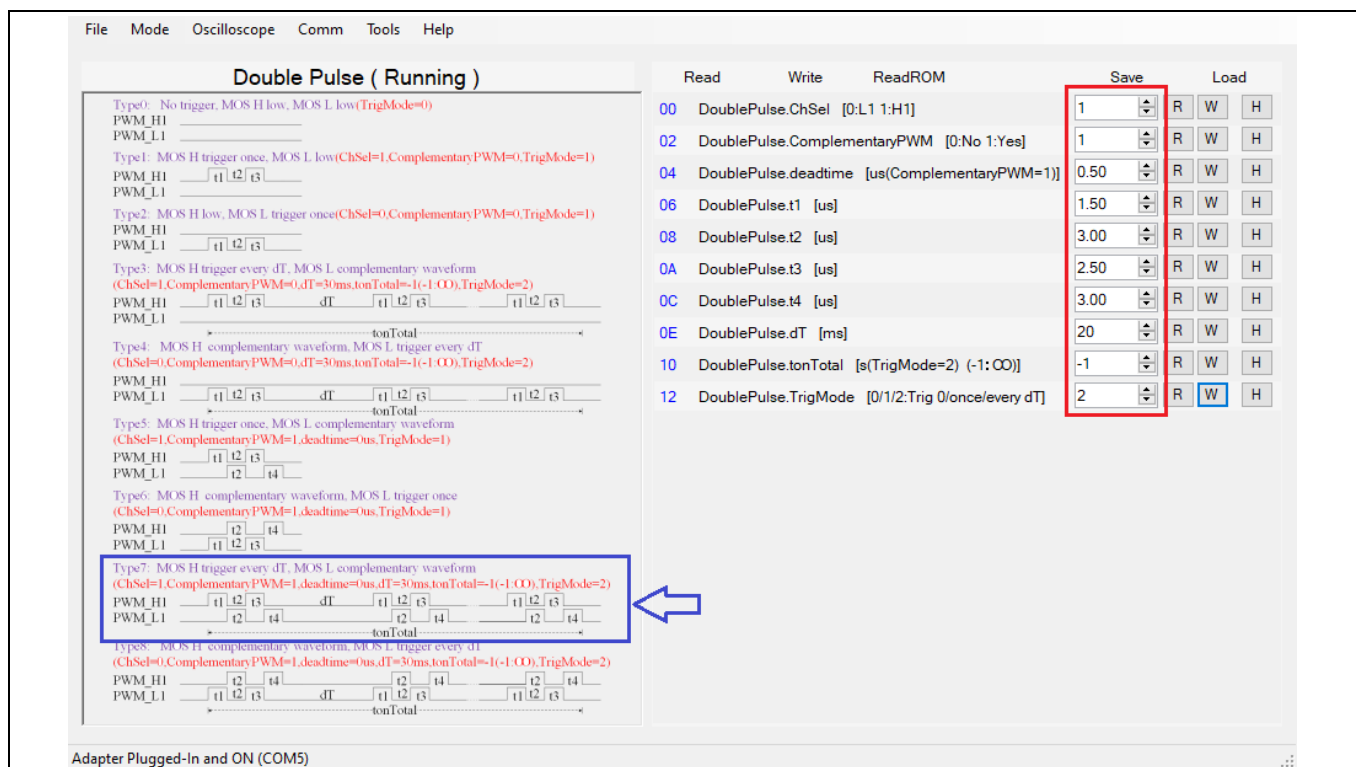 File Mode Oscilloscope Comm Tools Help
Double Pulse ( Running )
Type0: No trigger, MOS H low, MOS L low(TrigMode=0)
PWM_H1
PWM_L1
Type1: MOS H trigger once, MOS L low(ChSel=1,ComplementaryPWM=0,TrigMode=1)
PWM_H1 t1 t2 t3
PWM_L1
Type2: MOS H low, MOS L trigger once(ChSel=0,ComplementaryPWM=0,TrigMode=1)
PWM_H1
PWM_L1 t1 t2 t3
Type3: MOS H trigger every dT, MOS L complementary waveform
(ChSel=1,ComplementaryPWM=0,dT=30ms,tonTotal=-1(-1:∞),TrigMode=2)
PWM_H1 t1 t2 t3 dT t1 t2 t3 t1 t2 t3
PWM_L1
tonTotal
Type4: MOS H complementary waveform, MOS L trigger every dT
(ChSel=0,ComplementaryPWM=0,dT=30ms,tonTotal=-1(-1:∞),TrigMode=2)
PWM_H1
PWM_L1 t1 t2 t3 dT t1 t2 t3 t1 t2 t3
tonTotal
Type5: MOS H trigger once, MOS L complementary waveform
(ChSel=1,ComplementaryPWM=1,deadtime=0us,TrigMode=1)
PWM_H1 t1 t2 t3
PWM_L1 t2 t4
Type6: MOS H complementary waveform, MOS L trigger once
(ChSel=0,ComplementaryPWM=1,deadtime=0us,TrigMode=1)
PWM_H1 t2 t4
PWM_L1 t1 t2 t3
Type7: MOS H trigger every dT, MOS L complementary waveform
(ChSel=1,ComplementaryPWM=1,deadtime=0us,dT=30ms,tonTotal=-1(-1:∞),TrigMode=2)
PWM_H1 t1 t2 t3 dT t1 t2 t3 t1 t2 t3
PWM_L1 t2 t4 t2 t4 t2 t4
tonTotal
Type8: MOS H complementary waveform, MOS L trigger every dT
(ChSel=0,ComplementaryPWM=1,deadtime=0us,dT=30ms,tonTotal=-1(-1:∞),TrigMode=2)
PWM_H1 t2 t4 t2 t4 t2 t4
PWM_L1 t1 t2 t3 dT t1 t2 t3 t1 t2 t3
tonTotal
Read Write ReadROM Save Load
00 DoublePulse.ChSel [0:L1 1:H1] 1 R W H
02 DoublePulse.ComplementaryPWM [0:No 1:Yes] 1 R W H
04 DoublePulse.deadtime [us(ComplementaryPWM=1)] 0.50 R W H
06 DoublePulse.t1 [us] 1.50 R W H
08 DoublePulse.t2 [us] 3.00 R W H
0A DoublePulse.t3 [us] 2.50 R W H
0C DoublePulse.t4 [us] 3.00 R W H
0E DoublePulse.dT [ms] 20 R W H
10 DoublePulse.tonTotal [s(TrigMode=2) (-1:∞)] -1 R W H
12 DoublePulse.TrigMode [0/1/2:Trig 0/once/every dT] 2 R W H
Adapter Plugged-In and ON (COM5)